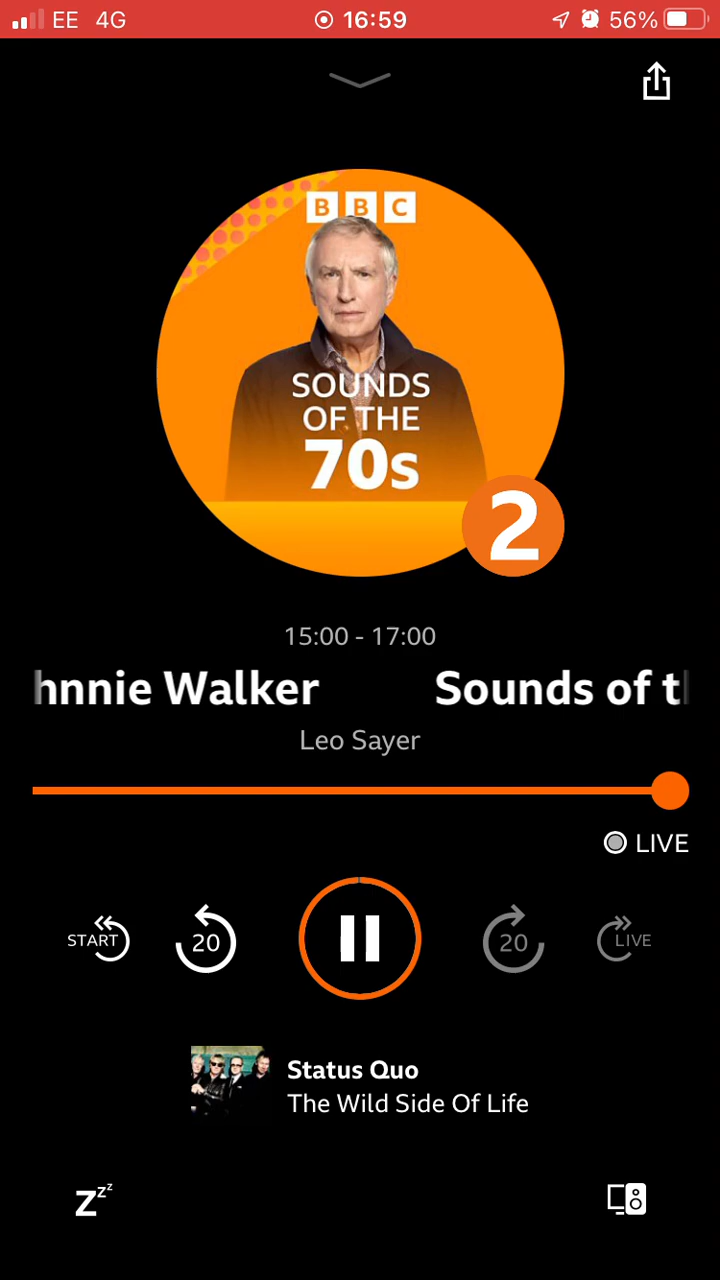 EE 4G 16:59 56%
BBC
SOUNDS
OF THE
70s
2
15:00 - 17:00
hnnie Walker Sounds of t
Leo Sayer
LIVE
START 20 20 LIVE
Status Quo
The Wild Side Of Life
Zzz